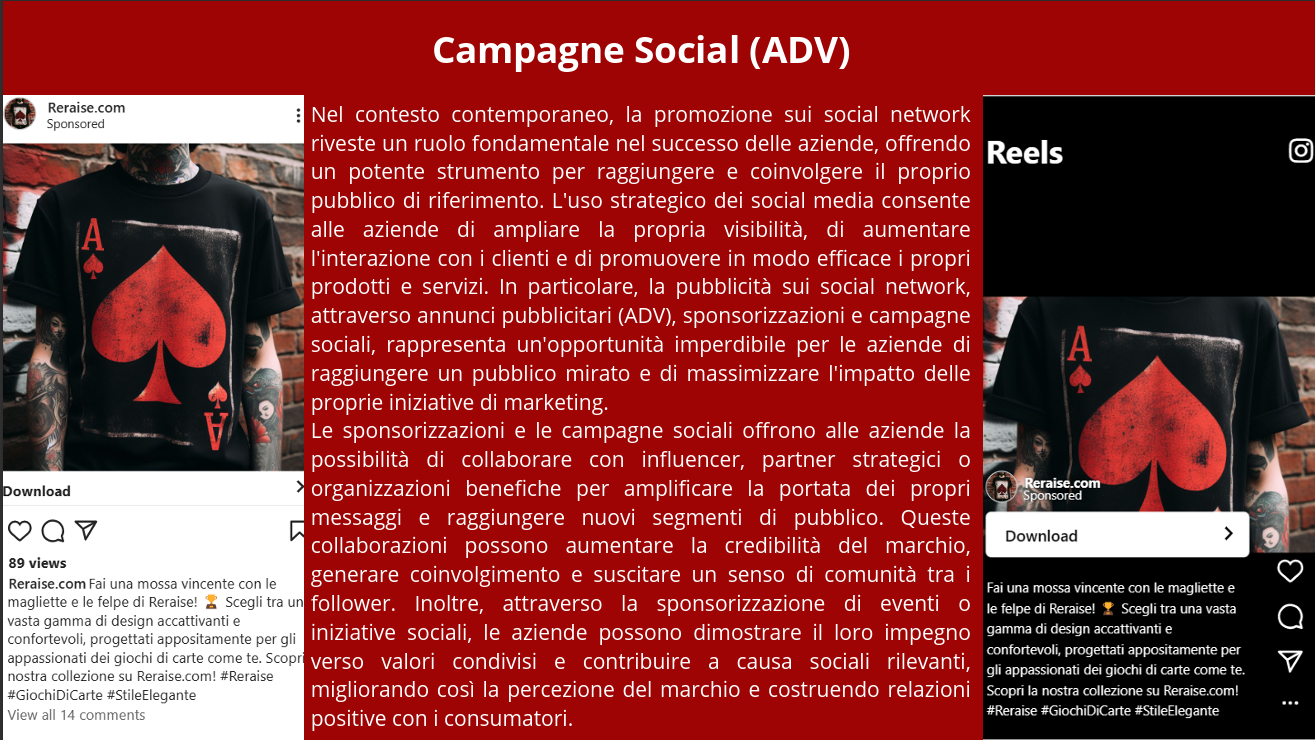 Campagne Social (ADV)
Reraise.com
Sponsored
A
A
Download
89 views
Reraise.com Fai una mossa vincente con le
magliette e le felpe di Reraise! 🏆 Scegli tra un
vasta gamma di design accattivanti e
confortevoli, progettati appositamente per gli
appassionati dei giochi di carte come te. Scopri
nostra collezione su Reraise.com! #Reraise
#GiochiDiCarte #StileElegante
View all 14 comments
Nel contesto contemporaneo, la promozione sui social network
riveste un ruolo fondamentale nel successo delle aziende, offrendo
un potente strumento per raggiungere e coinvolgere il proprio
pubblico di riferimento. L'uso strategico dei social media consente
alle aziende di ampliare la propria visibilità, di aumentare
l'interazione con i clienti e di promuovere in modo efficace i propri
prodotti e servizi. In particolare, la pubblicità sui social network,
attraverso annunci pubblicitari (ADV), sponsorizzazioni e campagne
sociali, rappresenta un'opportunità imperdibile per le aziende di
raggiungere un pubblico mirato e di massimizzare l'impatto delle
proprie iniziative di marketing.
Le sponsorizzazioni e le campagne sociali offrono alle aziende la
possibilità di collaborare con influencer, partner strategici o
organizzazioni benefiche per amplificare la portata dei propri
messaggi e raggiungere nuovi segmenti di pubblico. Queste
collaborazioni possono aumentare la credibilità del marchio,
generare coinvolgimento e suscitare un senso di comunità tra i
follower. Inoltre, attraverso la sponsorizzazione di eventi o
iniziative sociali, le aziende possono dimostrare il loro impegno
verso valori condivisi e contribuire a causa sociali rilevanti,
migliorando così la percezione del marchio e costruendo relazioni
positive con i consumatori.
Reels
A
Reraise.com
Sponsored
Download
Fai una mossa vincente con le magliette e
le felpe di Reraise! 🏆 Scegli tra una vasta
gamma di design accattivanti e
confortevoli, progettati appositamente per
gli appassionati dei giochi di carte come te.
Scopri la nostra collezione su Reraise.com!
#Reraise #GiochiDiCarte #StileElegante